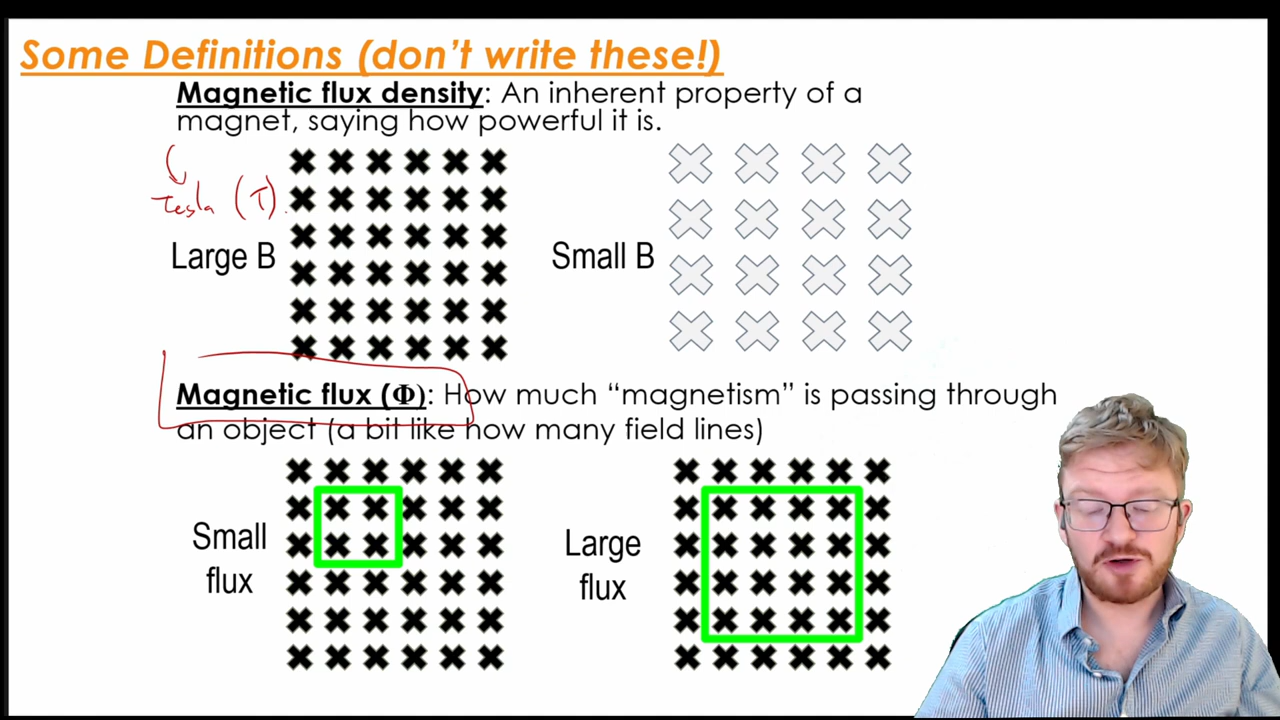 Some Definitions (don't write these!)
Magnetic flux density: An inherent property of a
magnet, saying how powerful it is.
Tesla (T).
Large B
Small B
Magnetic flux (Φ): How much “magnetism” is passing through
an object (a bit like how many field lines)
Small
flux
Large
flux